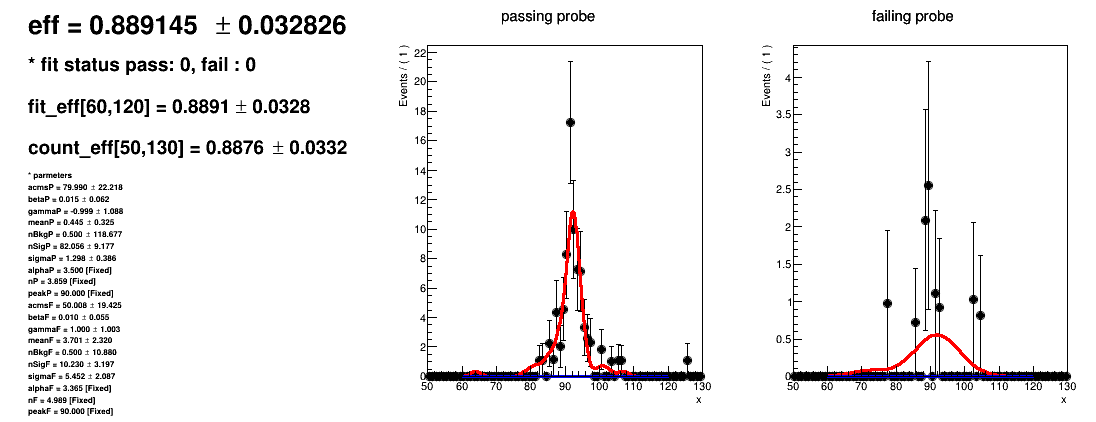 eff = 0.889145 ± 0.032826
* fit status pass: 0, fail : 0
fit_eff[60,120] = 0.8891 ± 0.0328
count_eff[50,130] = 0.8876 ± 0.0332
* parmeters
acmsP = 79.990 ± 22.218
betaP = 0.015 ± 0.062
gammaP = -0.999 ± 1.088
meanP = 0.445 ± 0.325
nBkgP = 0.500 ± 118.677
nSigP = 82.056 ± 9.177
sigmaP = 1.298 ± 0.386
alphaP = 3.500 [Fixed]
nP = 3.859 [Fixed]
peakP = 90.000 [Fixed]
acmsF = 50.008 ± 19.425
betaF = 0.010 ± 0.055
gammaF = 1.000 ± 1.003
meanF = 3.701 ± 2.320
nBkgF = 0.500 ± 10.880
nSigF = 10.230 ± 3.197
sigmaF = 5.452 ± 2.087
alphaF = 3.365 [Fixed]
nF = 4.989 [Fixed]
peakF = 90.000 [Fixed]
passing probe
Events / ( 1 )
22
20
18
16
14
12
10
8
6
4
2
0
50 60 70 80 90 100 110 120 130
x
failing probe
Events / ( 1 )
4
3.5
3
2.5
2
1.5
1
0.5
0
50 60 70 80 90 100 110 120 130
x